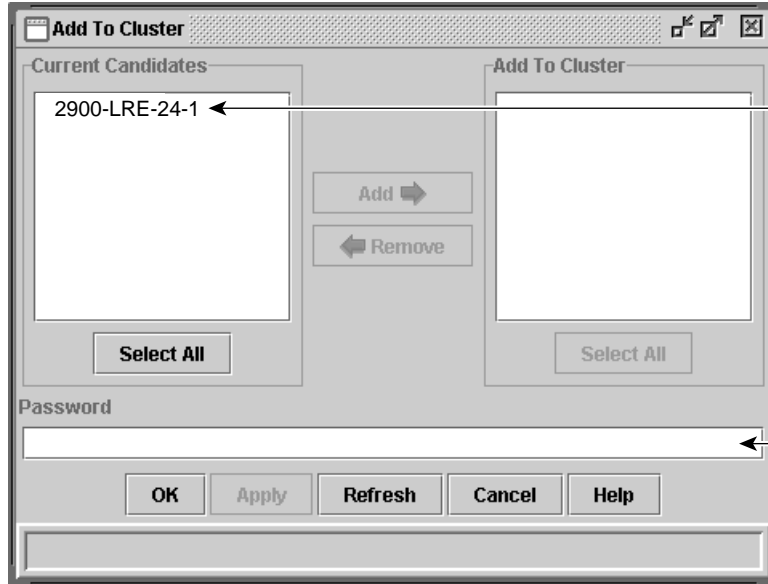 Add To Cluster
Current Candidates
2900-LRE-24-1
Select All
Add
Remove
Add To Cluster
Select All
Password
OK Apply Refresh Cancel Help